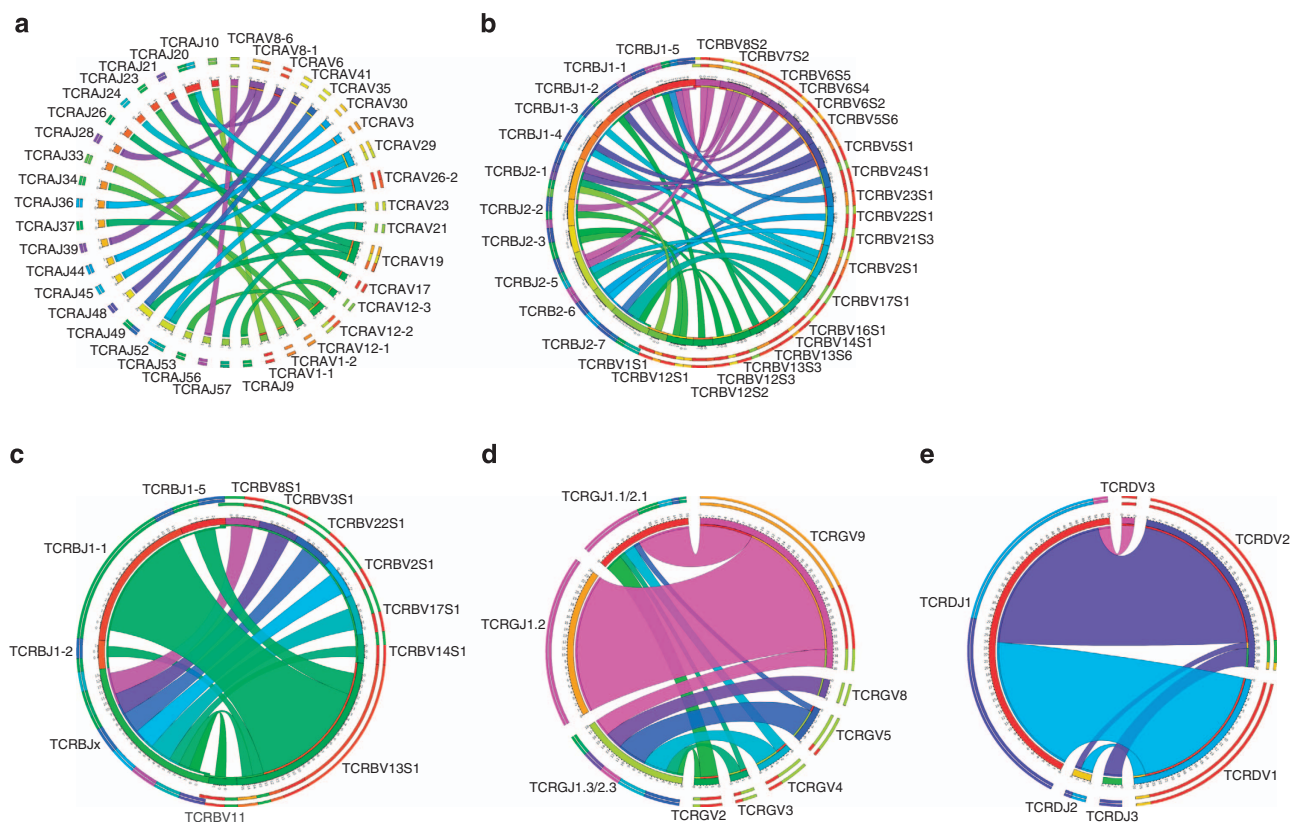 a
TCRAJ10
TCRAJ20
TCRAJ21
TCRAJ23
TCRAJ24
TCRAJ26
TCRAJ28
TCRAJ33
TCRAJ34
TCRAJ36
TCRAJ37
TCRAJ39
TCRAJ44
TCRAJ45
TCRAJ48
TCRAJ49
TCRAJ52
TCRAJ53
TCRAJ56
TCRAJ57
TCRAJ9
TCRAV8-6
TCRAV8-1
TCRAV6
TCRAV41
TCRAV35
TCRAV30
TCRAV3
TCRAV29
TCRAV26-2
TCRAV23
TCRAV21
TCRAV19
TCRAV17
TCRAV12-3
TCRAV12-2
TCRAV12-1
TCRAV1-2
TCRAV1-1
b
TCRBJ1-5
TCRBJ1-1
TCRBJ1-2
TCRBJ1-3
TCRBJ1-4
TCRBJ2-1
TCRBJ2-2
TCRBJ2-3
TCRBJ2-5
TCRB2-6
TCRBJ2-7
TCRBV8S2
TCRBV7S2
TCRBV6S5
TCRBV6S4
TCRBV6S2
TCRBV5S6
TCRBV5S1
TCRBV24S1
TCRBV23S1
TCRBV22S1
TCRBV21S3
TCRBV2S1
TCRBV17S1
TCRBV16S1
TCRBV14S1
TCRBV13S6
TCRBV13S3
TCRBV12S3
TCRBV12S2
TCRBV12S1
TCRBV1S1
c
TCRBJ1-5
TCRBJ1-1
TCRBJ1-2
TCRBJx
TCRBV8S1
TCRBV3S1
TCRBV22S1
TCRBV2S1
TCRBV17S1
TCRBV14S1
TCRBV13S1
TCRBV11
d
TCRGJ1.1/2.1
TCRGJ1.2
TCRGJ1.3/2.3
TCRGV9
TCRGV8
TCRGV5
TCRGV4
TCRGV3
TCRGV2
e
TCRDV3
TCRDV2
TCRDJ1
TCRDV1
TCRDJ2
TCRDJ3